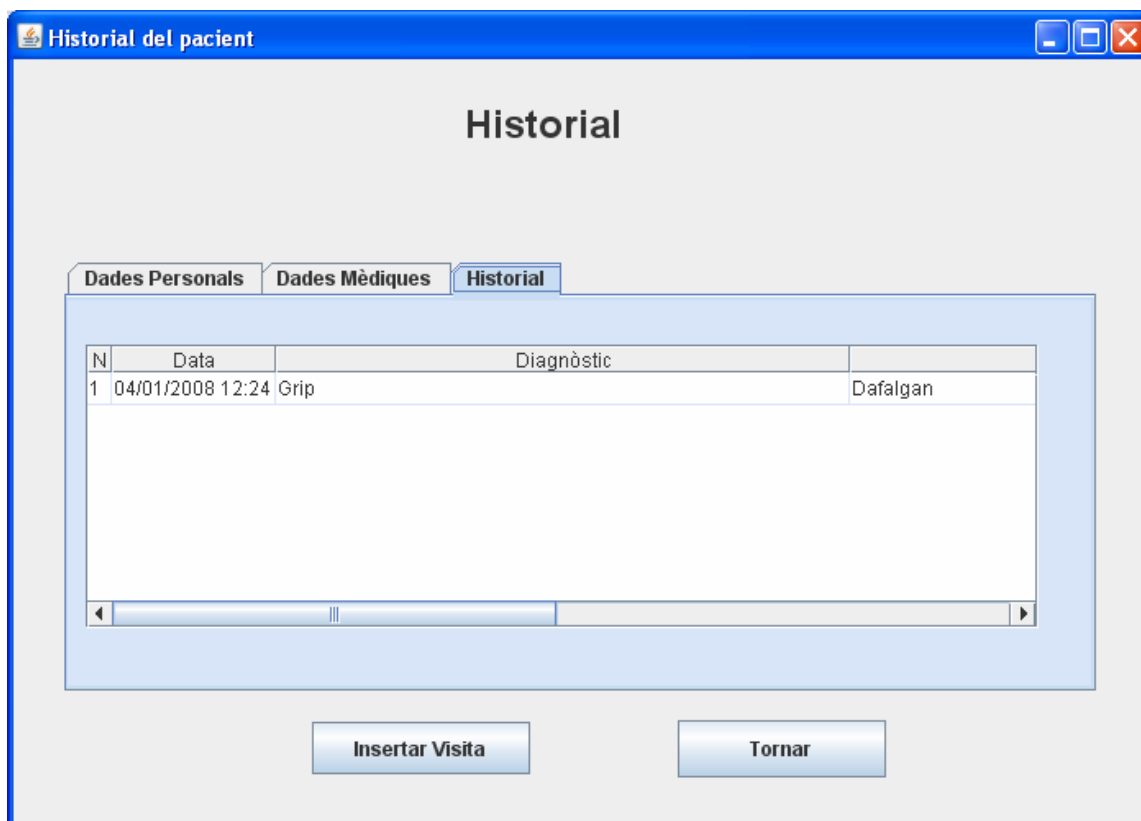 Historial del pacient
Historial
Dades Personals Dades Mèdiques Historial
N Data Diagnòstic
1 04/01/2008 12:24 Grip Dafalgan
Insertar Visita Tornar